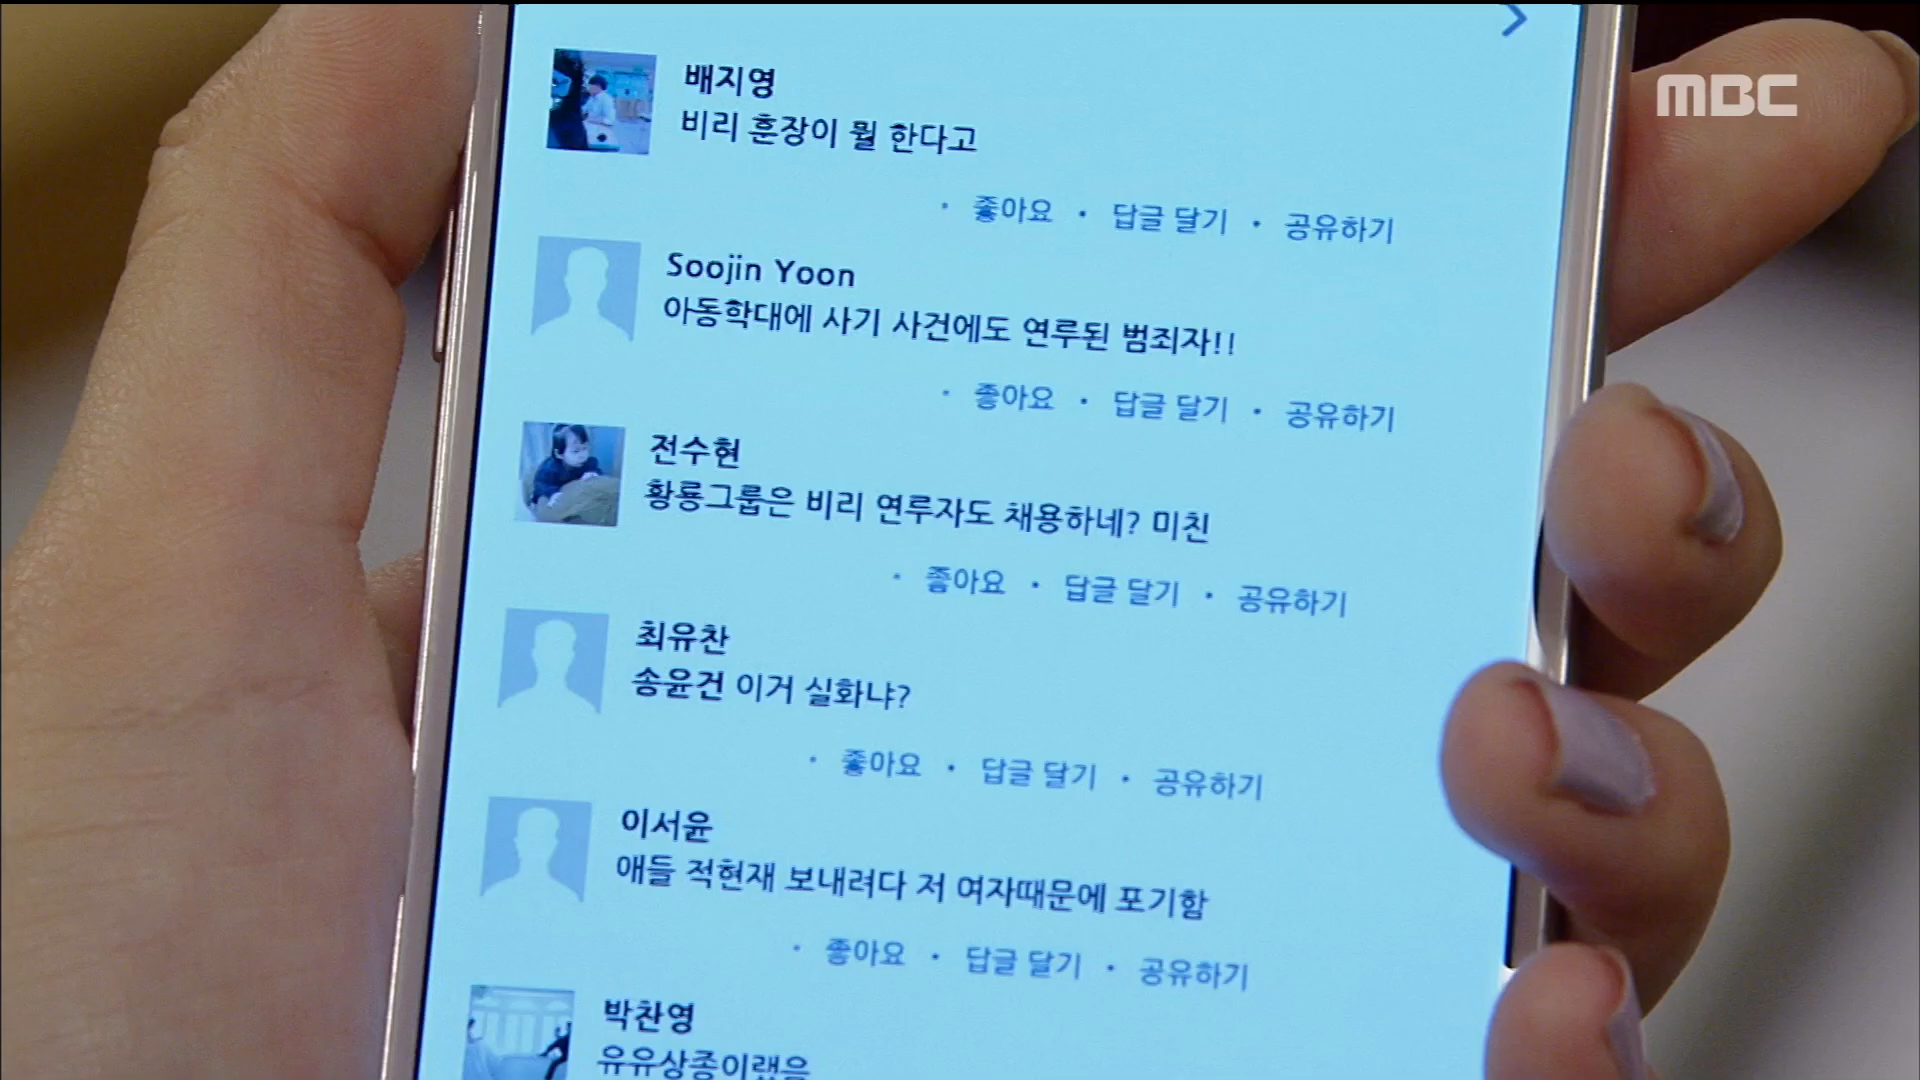 MBC
배지영
비리 훈장이 뭘 한다고
· 좋아요 · 답글 달기 · 공유하기
Soojin Yoon
아동학대에 사기 사건에도 연루된 범죄자!!
· 좋아요 · 답글 달기 · 공유하기
전수현
황룡그룹은 비리 연루자도 채용하네? 미친
· 좋아요 · 답글 달기 · 공유하기
최유찬
송윤건 이거 실화냐?
· 좋아요 · 답글 달기 · 공유하기
이서윤
애들 적현재 보내려다 저 여자때문에 포기함
· 좋아요 · 답글 달기 · 공유하기
박찬영
유유상종이랬음